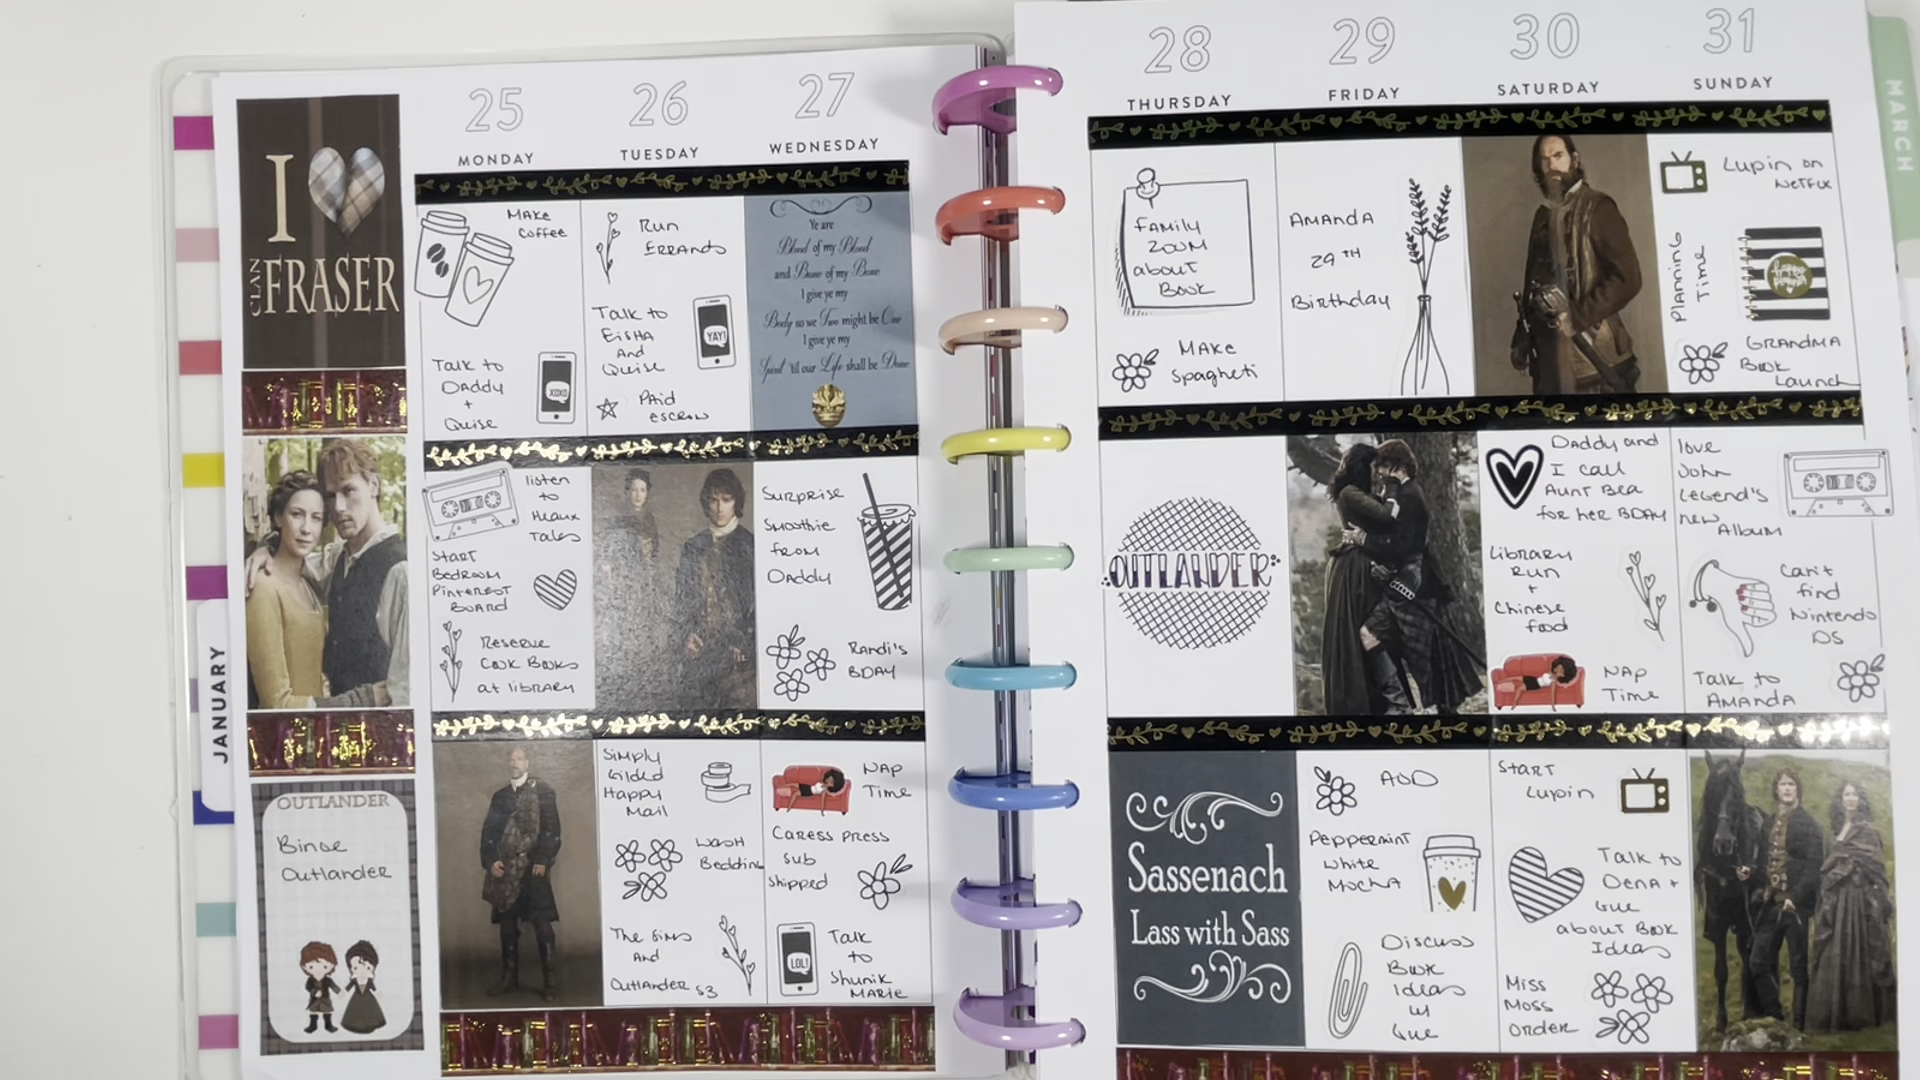 I
CLAN
FRASER
OUTLANDER
Binge
Outlander
JANUARY
25
MONDAY
Make
Coffee
Talk to
Daddy
+
Quise
XOXO
listen
to
Heaux
Tales
Start
Bedroom
Pinterest
Board
Reserve
Cook Books
at library
26
TUESDAY
Run
Errands
Talk to
Eisha
And
Quise
YAY!
Paid
escrow
Simply
Gilded
Happy
Mail
Wash
Bedding
The Sims
And
Outlander S3
27
WEDNESDAY
Ye are
Blood of my Blood
and Bone of my Bone
I give ye my
Body so we Two might be One
I give ye my
Spirit 'til our Life shall be Done
Surprise
Smoothie
from
Daddy
Randi's
BDAY
Nap
Time
Caress Press
Sub
Shipped
LOL!
Talk
to
Shunik
Marie
28
THURSDAY
Family
Zoom
about
Book
Make
Spagheti
OUTLANDER
Sassenach
Lass with Sass
29
FRIDAY
Amanda
29TH
Birthday
Peppermint
White
Mocha
Discuss
Book
Ideas
w
30
SATURDAY
Daddy and
I call
Aunt Bea
for her BDAY
Library
Run
+
Chinese
food
Nap
Time
Start
Lupin
Talk to
Dena +
about Book
Ideas
Miss
Moss
Order
31
SUNDAY
Lupin on
Netflix
Planning
Time
happy
planner
Grandma
Book
Launch
love
John
Legend's
new
Album
Can't
find
Nintendo
DS
Talk to
Amanda
MARCH